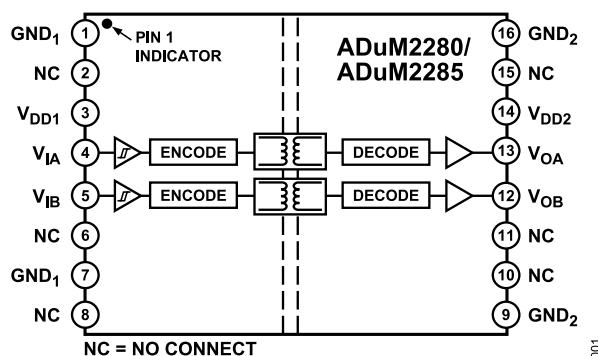 GND1 1 PIN 1 INDICATOR ADuM2280/ 16 GND2
NC 2 ADuM2285 15 NC
VDD1 3 14 VDD2
VIA 4 ENCODE DECODE 13 VOA
VIB 5 ENCODE DECODE 12 VOB
NC 6 11 NC
GND1 7 10 NC
NC 8 9 GND2
NC = NO CONNECT
001